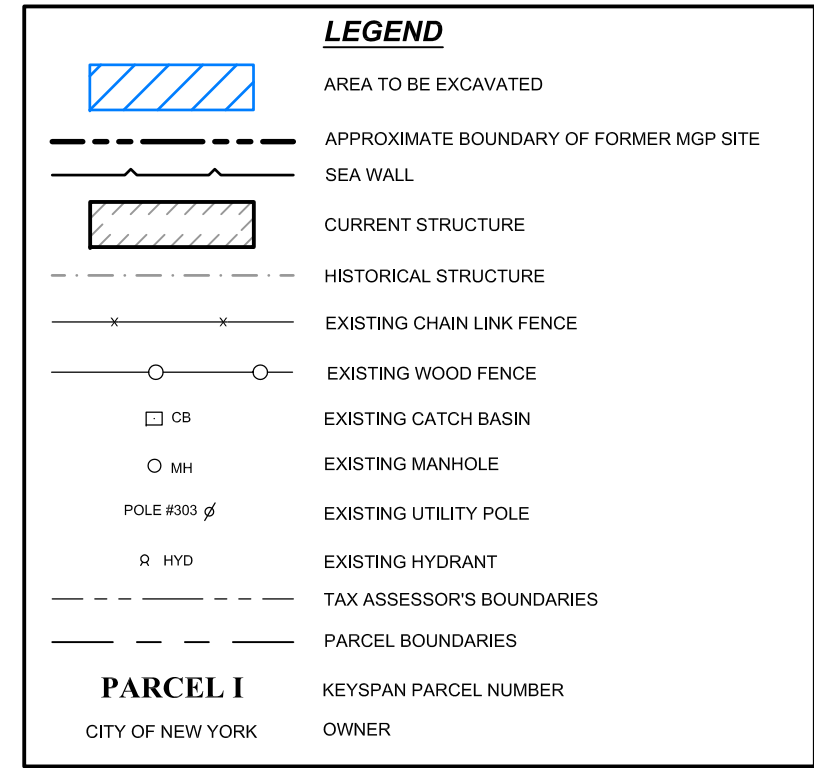 LEGEND
AREA TO BE EXCAVATED
APPROXIMATE BOUNDARY OF FORMER MGP SITE
SEA WALL
CURRENT STRUCTURE
HISTORICAL STRUCTURE
x x EXISTING CHAIN LINK FENCE
EXISTING WOOD FENCE
CB EXISTING CATCH BASIN
MH EXISTING MANHOLE
POLE #303 EXISTING UTILITY POLE
HYD EXISTING HYDRANT
TAX ASSESSOR'S BOUNDARIES
PARCEL BOUNDARIES
PARCEL I KEYSPAN PARCEL NUMBER
CITY OF NEW YORK OWNER